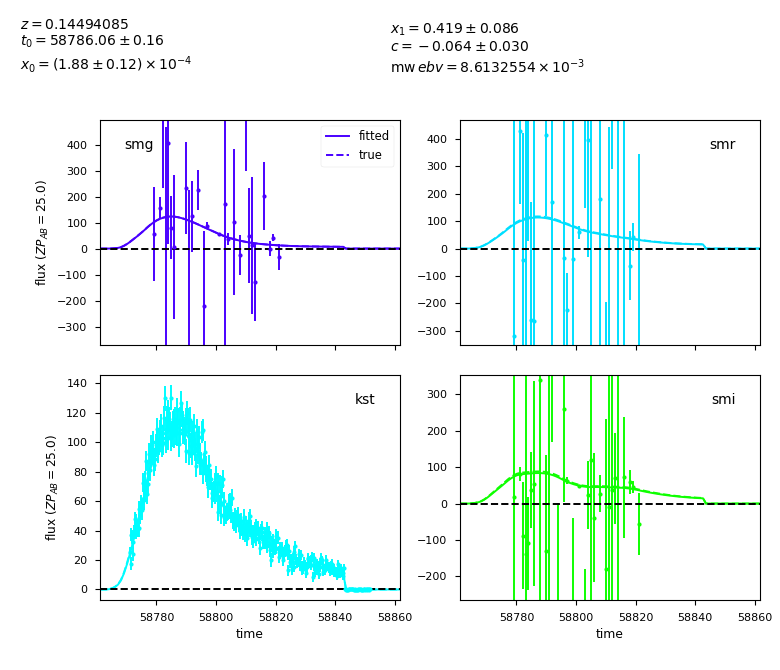 z = 0.14494085
t₀ = 58786.06 ± 0.16
x₀ = (1.88 ± 0.12) × 10⁻⁴
x₁ = 0.419 ± 0.086
c = −0.064 ± 0.030
mw ebv = 8.6132554 × 10⁻³
smg
fitted
true
400
300
200
100
0
−100
−200
−300
flux (ZP_AB = 25.0)
smr
400
300
200
100
0
−100
−200
−300
kst
140
120
100
80
60
40
20
0
flux (ZP_AB = 25.0)
58780 58800 58820 58840 58860
time
smi
300
200
100
0
−100
−200
58780 58800 58820 58840 58860
time